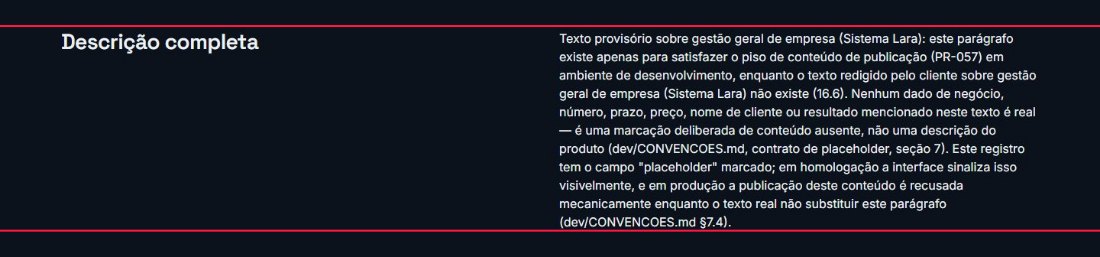 Descrição completa
Texto provisório sobre gestão geral de empresa (Sistema Lara): este parágrafo
existe apenas para satisfazer o piso de conteúdo de publicação (PR-057) em
ambiente de desenvolvimento, enquanto o texto redigido pelo cliente sobre gestão
geral de empresa (Sistema Lara) não existe (16.6). Nenhum dado de negócio,
número, prazo, preço, nome de cliente ou resultado mencionado neste texto é real
— é uma marcação deliberada de conteúdo ausente, não uma descrição do
produto (dev/CONVENCOES.md, contrato de placeholder, seção 7). Este registro
tem o campo "placeholder" marcado; em homologação a interface sinaliza isso
visivelmente, e em produção a publicação deste conteúdo é recusada
mecanicamente enquanto o texto real não substituir este parágrafo
(dev/CONVENCOES.md §7.4).